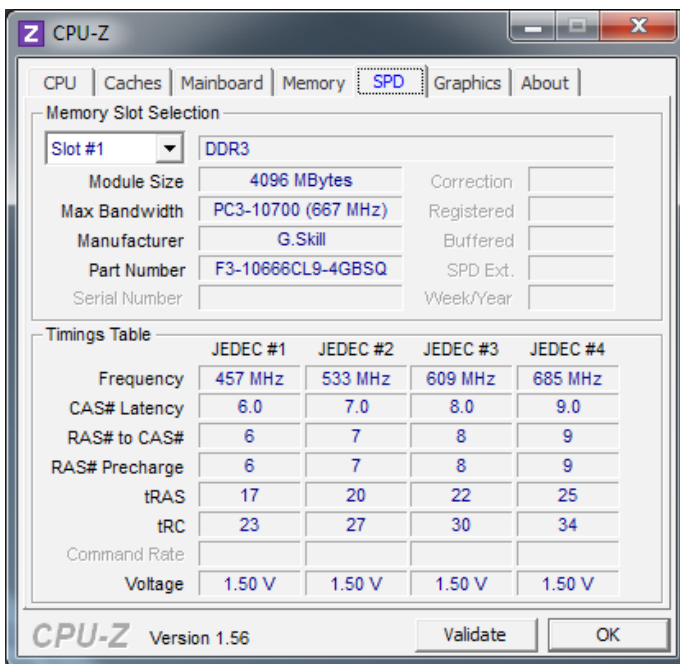 CPU-Z
CPU Caches Mainboard Memory SPD Graphics About
Memory Slot Selection
Slot #1 DDR3
Module Size 4096 MBytes Correction
Max Bandwidth PC3-10700 (667 MHz) Registered
Manufacturer G.Skill Buffered
Part Number F3-10666CL9-4GBSQ SPD Ext.
Serial Number Week/Year
Timings Table
JEDEC #1 JEDEC #2 JEDEC #3 JEDEC #4
Frequency 457 MHz 533 MHz 609 MHz 685 MHz
CAS# Latency 6.0 7.0 8.0 9.0
RAS# to CAS# 6 7 8 9
RAS# Precharge 6 7 8 9
tRAS 17 20 22 25
tRC 23 27 30 34
Command Rate
Voltage 1.50 V 1.50 V 1.50 V 1.50 V
CPU-Z Version 1.56 Validate OK